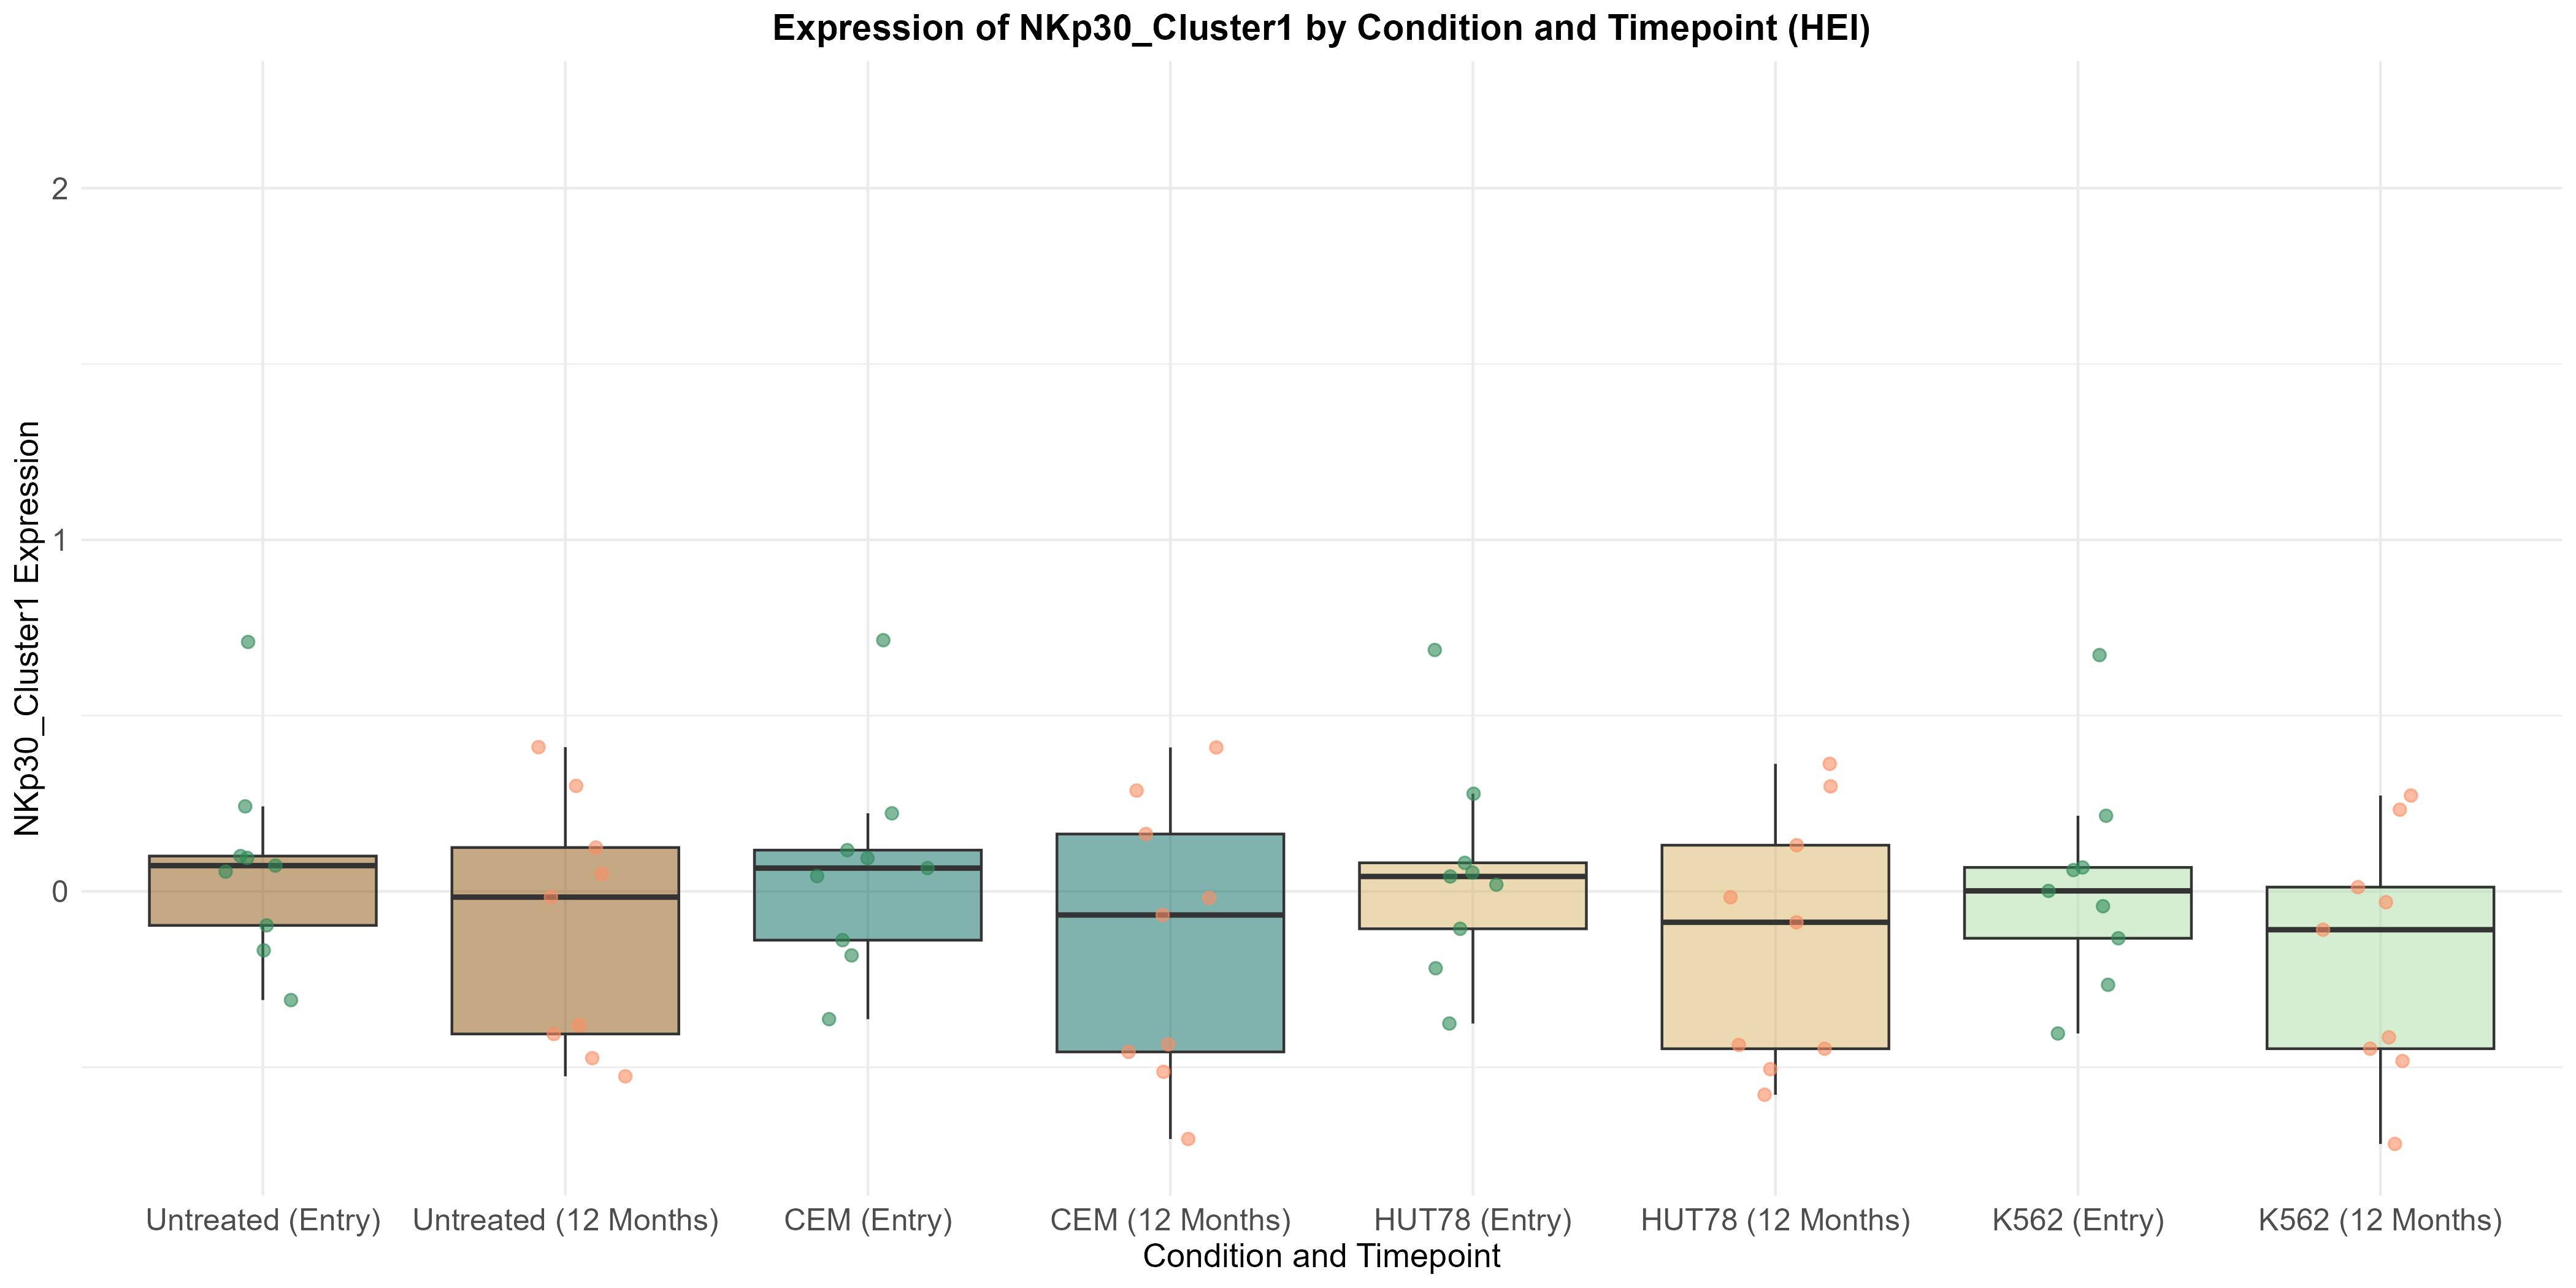 Expression of NKp30_Cluster1 by Condition and Timepoint (HEI)
NKp30_Cluster1 Expression
2
1
0
Untreated (Entry) Untreated (12 Months) CEM (Entry) CEM (12 Months) HUT78 (Entry) HUT78 (12 Months) K562 (Entry) K562 (12 Months)
Condition and Timepoint